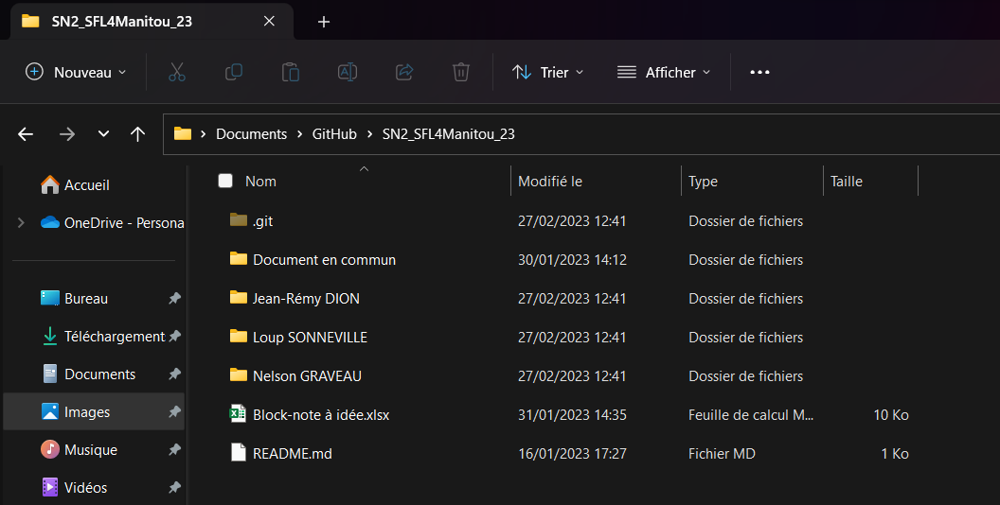 SN2_SFL4Manitou_23
Nouveau Trier Afficher
Documents GitHub SN2_SFL4Manitou_23
Accueil
OneDrive - Persona
Bureau
Téléchargement
Documents
Images
Musique
Vidéos
Nom Modifié le Type Taille
.git 27/02/2023 12:41 Dossier de fichiers
Document en commun 30/01/2023 14:12 Dossier de fichiers
Jean-Rémy DION 27/02/2023 12:41 Dossier de fichiers
Loup SONNEVILLE 27/02/2023 12:41 Dossier de fichiers
Nelson GRAVEAU 27/02/2023 12:41 Dossier de fichiers
Block-note à idée.xlsx 31/01/2023 14:35 Feuille de calcul M... 10 Ko
README.md 16/01/2023 17:27 Fichier MD 1 Ko